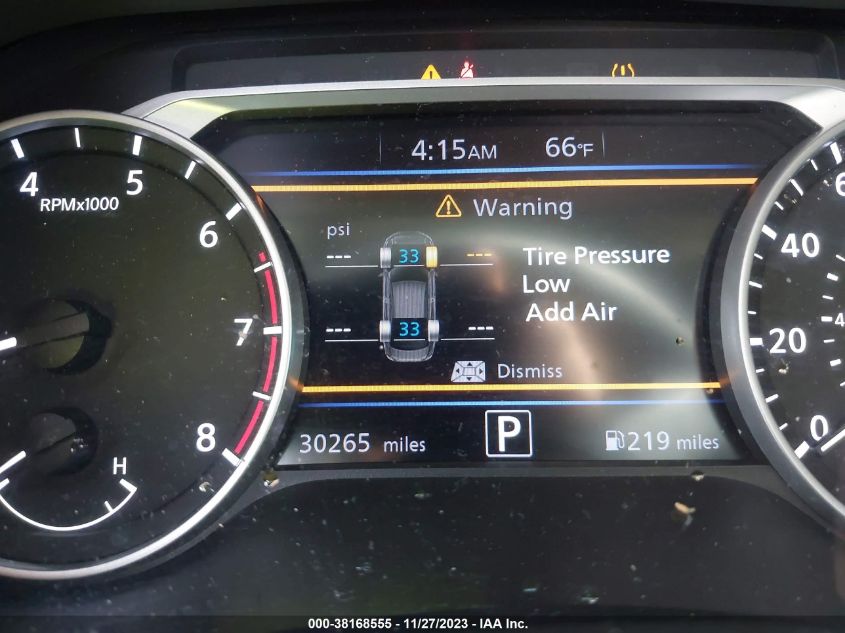 4:15AM 66°F
4 5 6 7 8
RPMx1000
Warning
psi
--- 33 ---
Tire Pressure
Low
Add Air
--- 33 ---
Dismiss
30265 miles P 219 miles
H
40
20
0
000-38168555 - 11/27/2023 - IAA Inc.